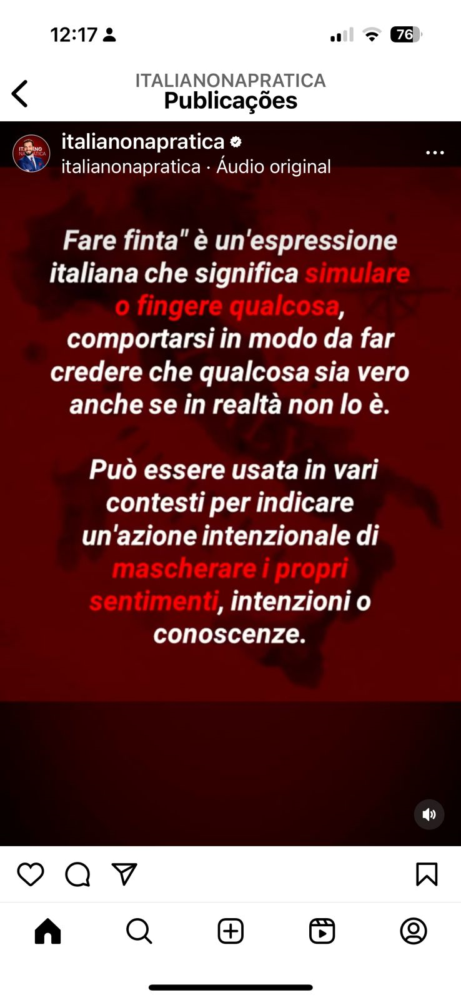 12:17
76
ITALIANONAPRATICA
Publicações
italianonapratica
italianonapratica · Áudio original
Fare finta" è un'espressione
italiana che significa simulare
o fingere qualcosa,
comportarsi in modo da far
credere che qualcosa sia vero
anche se in realtà non lo è.
Può essere usata in vari
contesti per indicare
un'azione intenzionale di
mascherare i propri
sentimenti, intenzioni o
conoscenze.